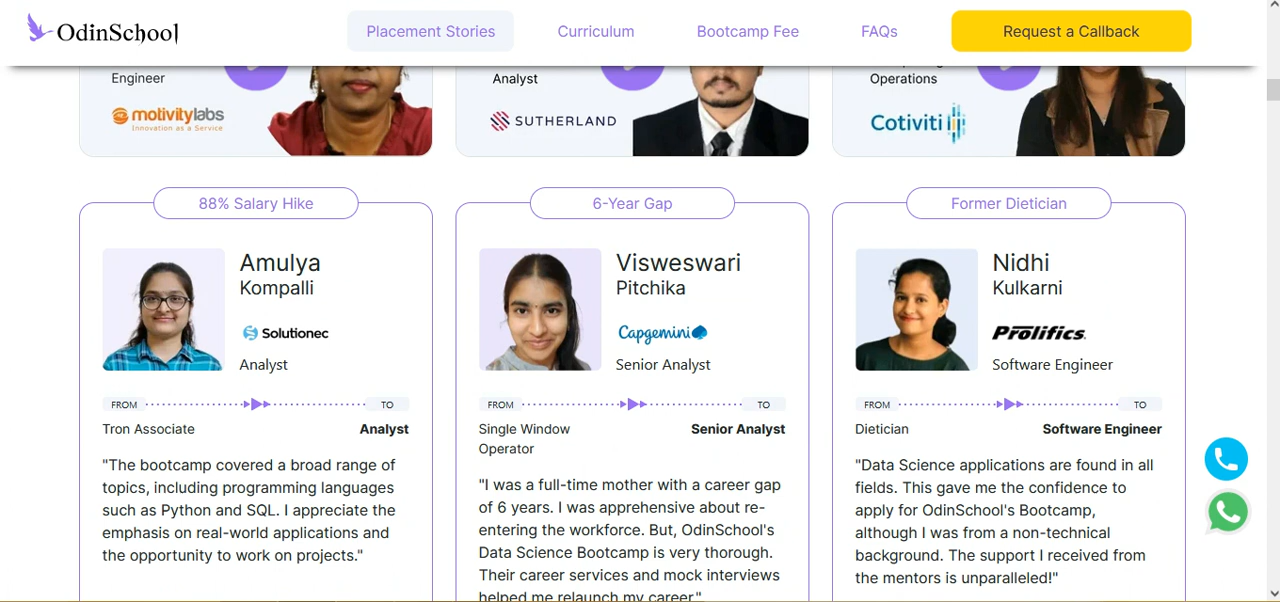 OdinSchool
Placement Stories
Curriculum
Bootcamp Fee
FAQs
Request a Callback
Engineer
motivitylabs
Innovation as a Service
Analyst
SUTHERLAND
Operations
Cotiviti
88% Salary Hike
Amulya
Kompalli
Solutionec
Analyst
FROM
TO
Tron Associate
Analyst
"The bootcamp covered a broad range of
topics, including programming languages
such as Python and SQL. I appreciate the
emphasis on real-world applications and
the opportunity to work on projects."
6-Year Gap
Visweswari
Pitchika
Capgemini
Senior Analyst
FROM
TO
Single Window
Operator
Senior Analyst
"I was a full-time mother with a career gap
of 6 years. I was apprehensive about re-
entering the workforce. But, OdinSchool's
Data Science Bootcamp is very thorough.
Their career services and mock interviews
helped me relaunch my career".
Former Dietician
Nidhi
Kulkarni
Prolifics.
Software Engineer
FROM
TO
Dietician
Software Engineer
"Data Science applications are found in all
fields. This gave me the confidence to
apply for OdinSchool's Bootcamp,
although I was from a non-technical
background. The support I received from
the mentors is unparalleled!"